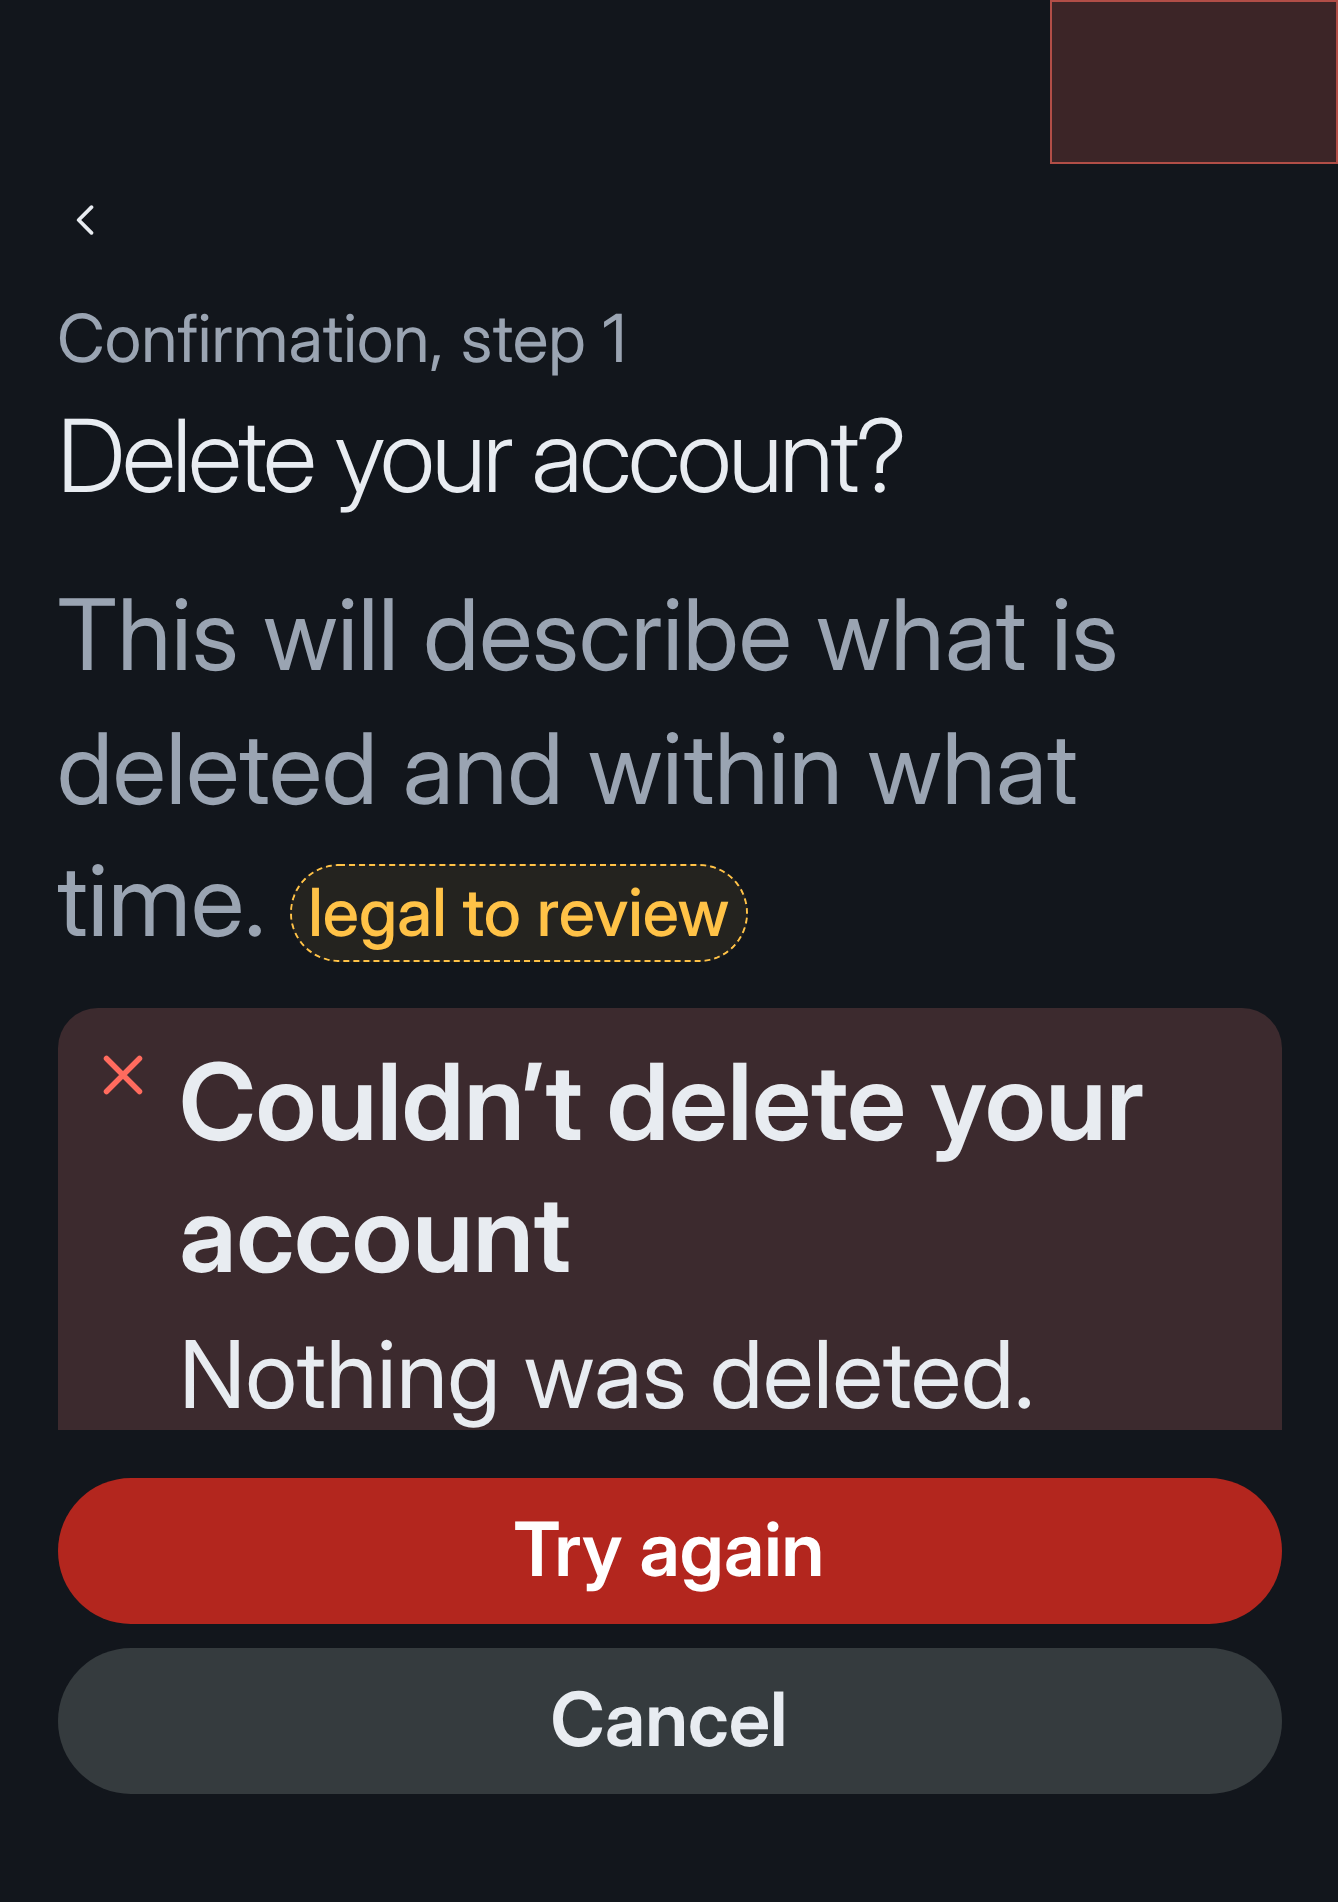 Confirmation, step 1
Delete your account?
This will describe what is
deleted and within what
time. legal to review
Couldn’t delete your
account
Nothing was deleted.
Try again
Cancel